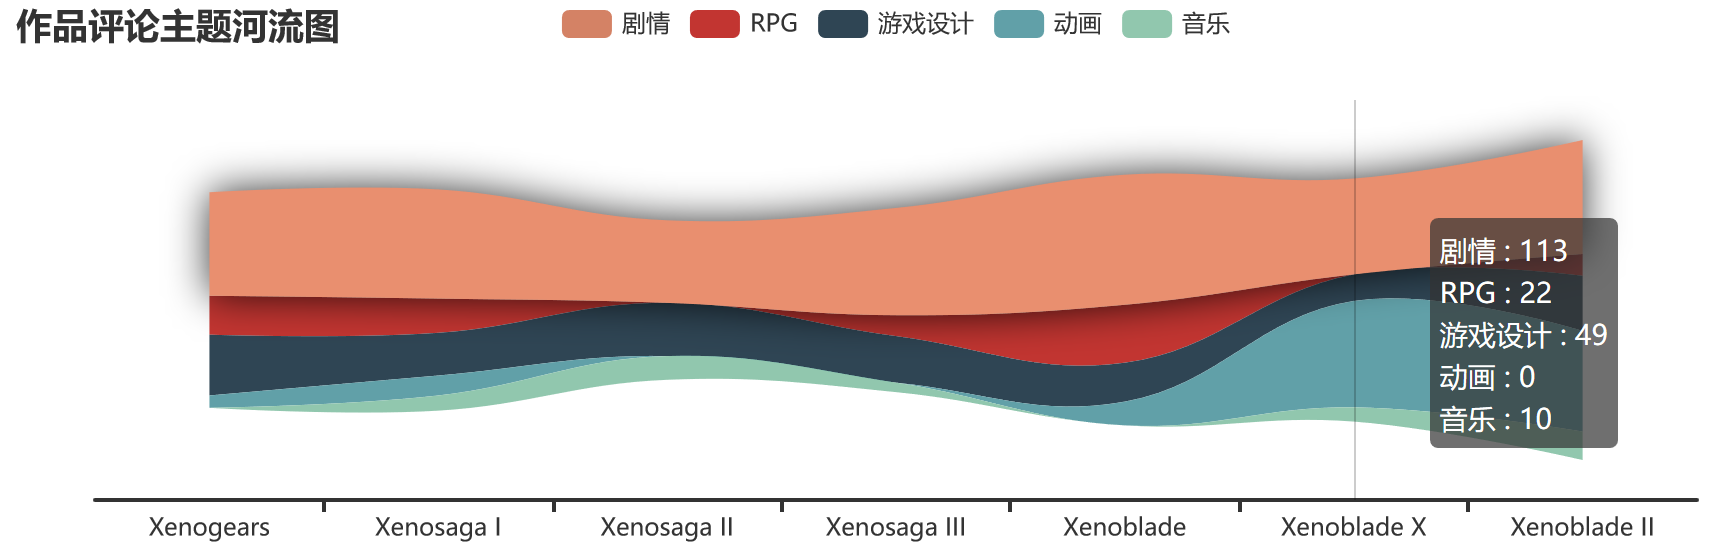 作品评论主题河流图
剧情 RPG 游戏设计 动画 音乐
剧情 : 113
RPG : 22
游戏设计 : 49
动画 : 0
音乐 : 10
Xenogears Xenosaga I Xenosaga II Xenosaga III Xenoblade Xenoblade X Xenoblade II